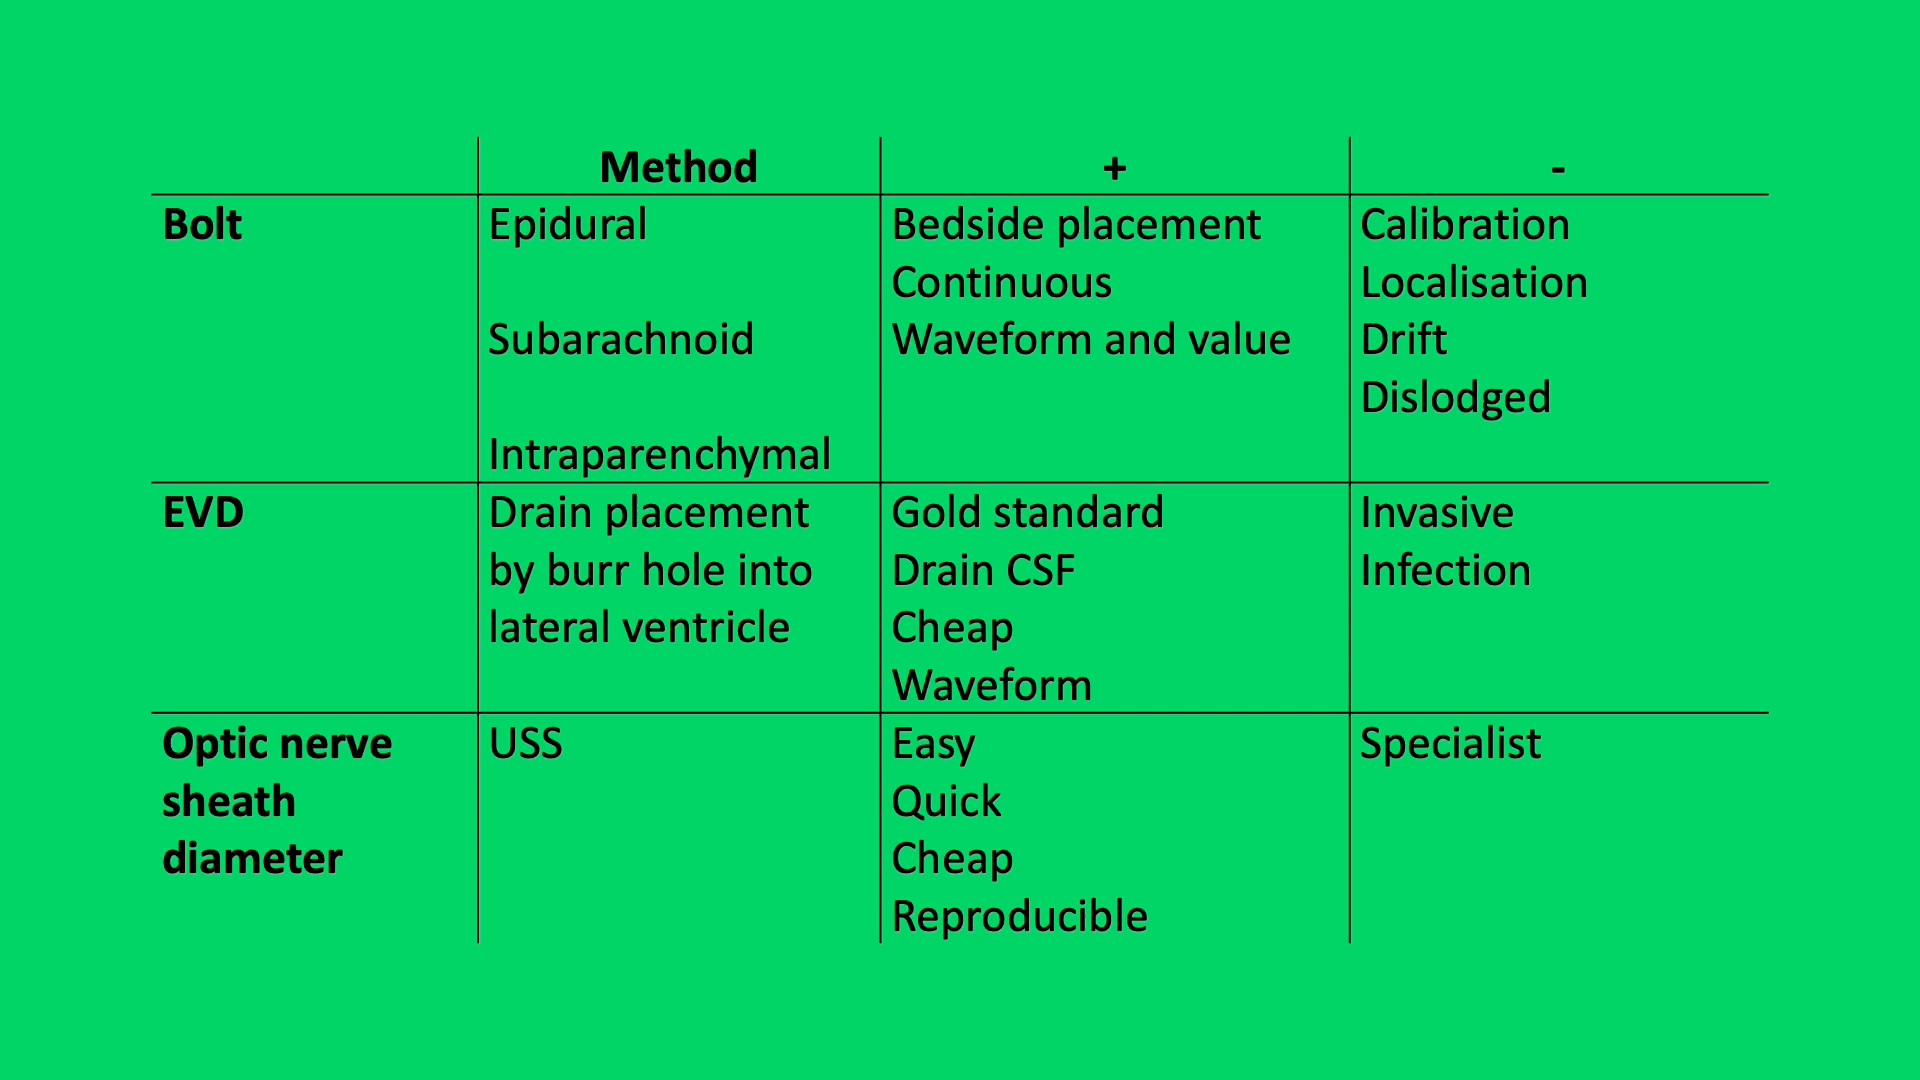 Method + -
Bolt
Epidural
Subarachnoid
Intraparenchymal
Bedside placement
Continuous
Waveform and value
Calibration
Localisation
Drift
Dislodged
EVD
Drain placement
by burr hole into
lateral ventricle
Gold standard
Drain CSF
Cheap
Waveform
Invasive
Infection
Optic nerve
sheath
diameter
USS
Easy
Quick
Cheap
Reproducible
Specialist